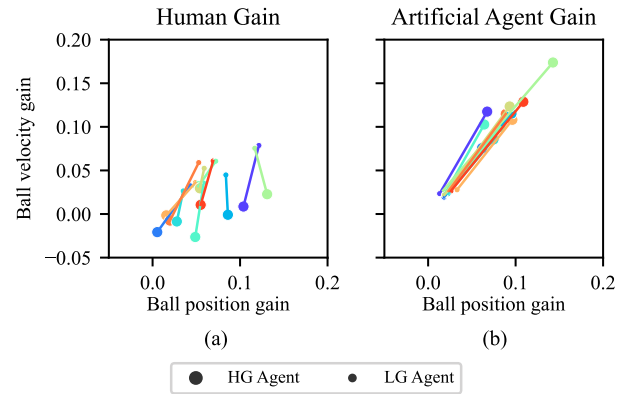 Human Gain
Artificial Agent Gain
Ball velocity gain
0.20
0.15
0.10
0.05
0.00
−0.05
0.0 0.1 0.2
0.0 0.1 0.2
Ball position gain
Ball position gain
(a)
(b)
HG Agent
LG Agent